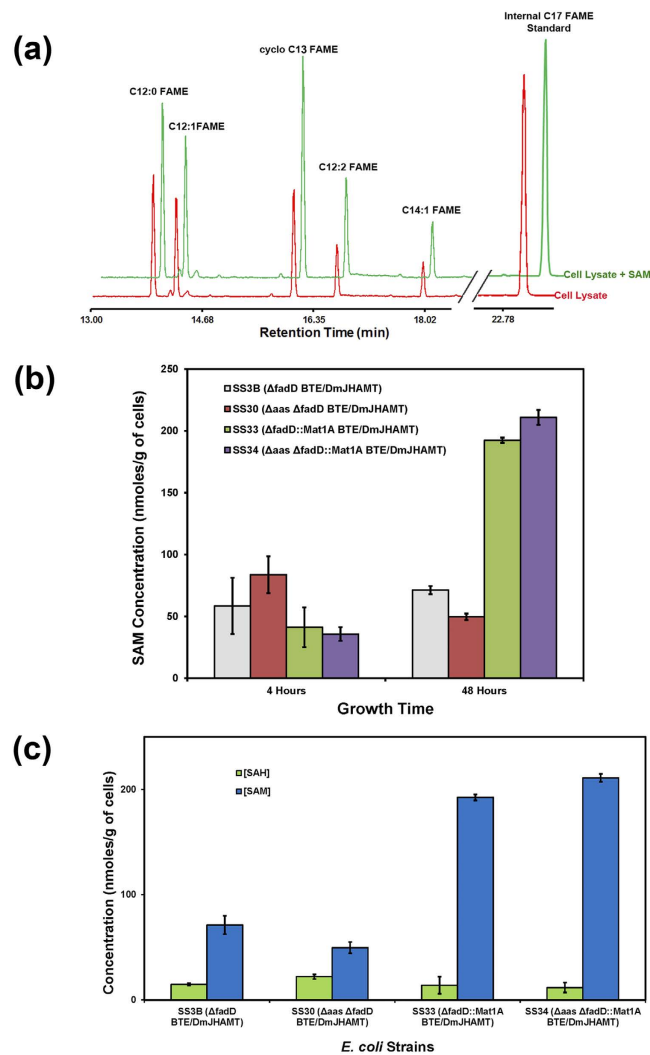 (a)
Internal C17 FAME
Standard
cyclo C13 FAME
C12:0 FAME
C12:1FAME
C12:2 FAME
C14:1 FAME
Cell Lysate + SAM
Cell Lysate
13.00
14.68
16.35
18.02
22.78
Retention Time (min)
(b)
250
200
150
100
50
0
SAM Concentration (nmoles/g of cells)
SS3B (ΔfadD BTE/DmJHAMT)
SS30 (Δaas ΔfadD BTE/DmJHAMT)
SS33 (ΔfadD::Mat1A BTE/DmJHAMT)
SS34 (Δaas ΔfadD::Mat1A BTE/DmJHAMT)
4 Hours
48 Hours
Growth Time
(c)
200
100
0
Concentration (nmoles/g of cells)
[SAH]
[SAM]
SS3B (ΔfadD
BTE/DmJHAMT)
SS30 (Δaas ΔfadD
BTE/DmJHAMT)
SS33 (ΔfadD::Mat1A
BTE/DmJHAMT)
SS34 (Δaas ΔfadD::Mat1A
BTE/DmJHAMT)
E. coli Strains